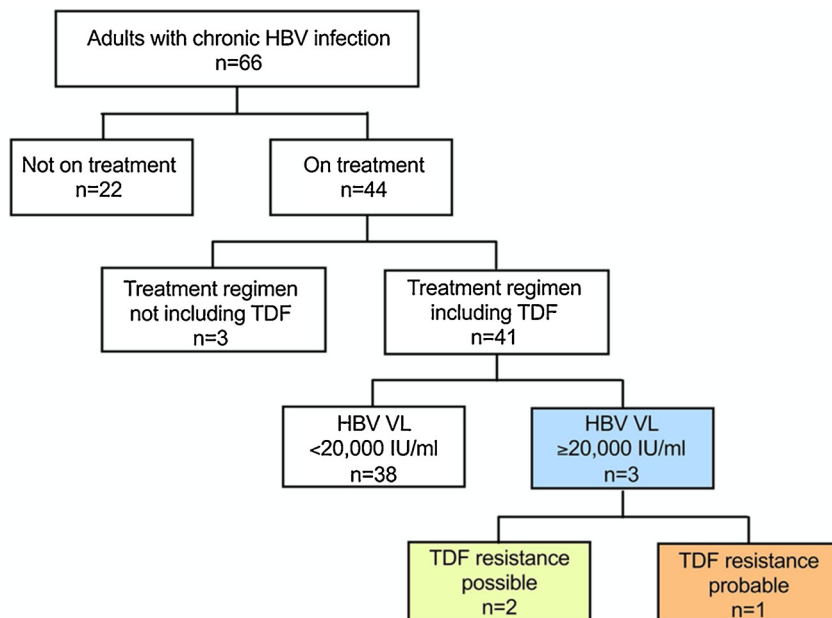 Adults with chronic HBV infection
n=66
Not on treatment
n=22
On treatment
n=44
Treatment regimen
not including TDF
n=3
Treatment regimen
including TDF
n=41
HBV VL
<20,000 IU/ml
n=38
HBV VL
≥20,000 IU/ml
n=3
TDF resistance
possible
n=2
TDF resistance
probable
n=1